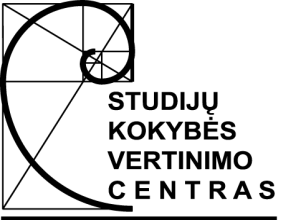 STUDIJŲ
KOKYBĖS
VERTINIMO
CENTRAS